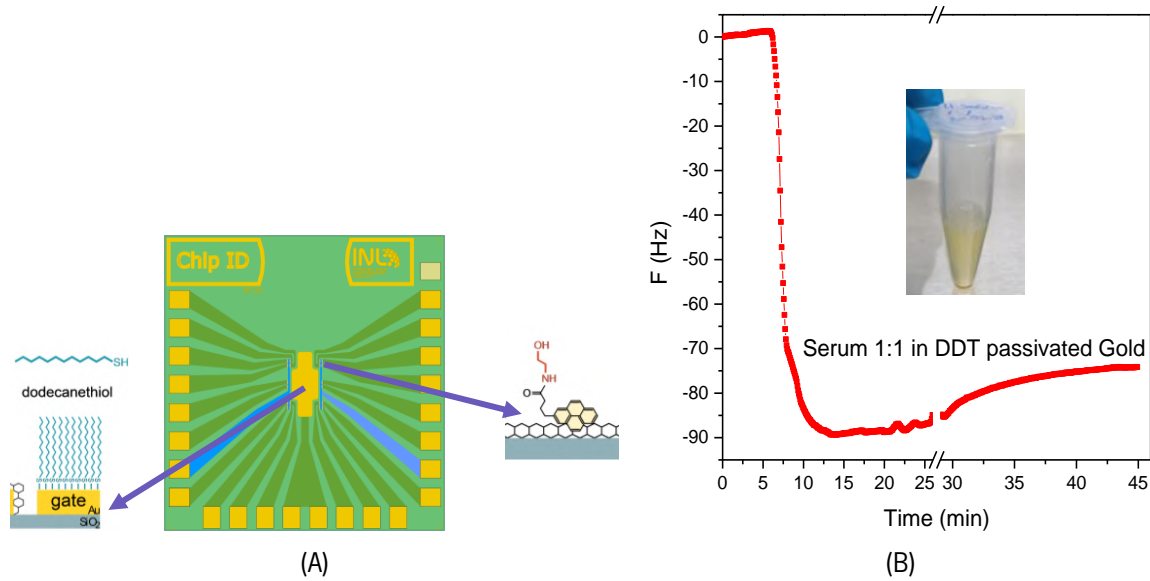 Chip ID
INL
SH
dodecanethiol
gate
Au
SiO2
OH
NH
O
(A)
0
-10
-20
-30
-40
-50
-60
-70
-80
-90
F (Hz)
Serum 1:1 in DDT passivated Gold
0 5 10 15 20 25 30 35 40 45
Time (min)
(B)